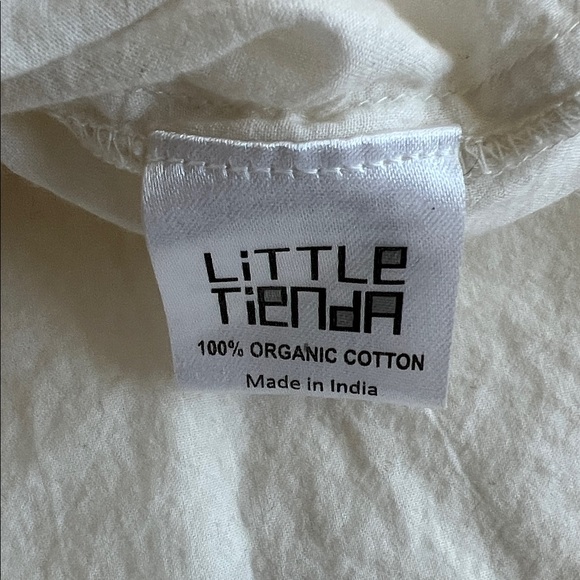 LiTTLe
TiendA
100% ORGANIC COTTON
Made in India